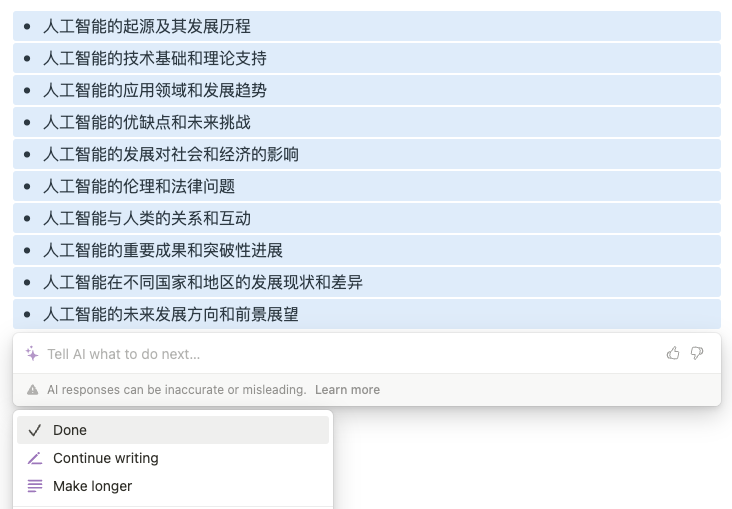 • 人工智能的起源及其发展历程
• 人工智能的技术基础和理论支持
• 人工智能的应用领域和发展趋势
• 人工智能的优缺点和未来挑战
• 人工智能的发展对社会和经济的影响
• 人工智能的伦理和法律问题
• 人工智能与人类的关系和互动
• 人工智能的重要成果和突破性进展
• 人工智能在不同国家和地区的发展现状和差异
• 人工智能的未来发展方向和前景展望
Tell AI what to do next...
AI responses can be inaccurate or misleading. Learn more
Done
Continue writing
Make longer